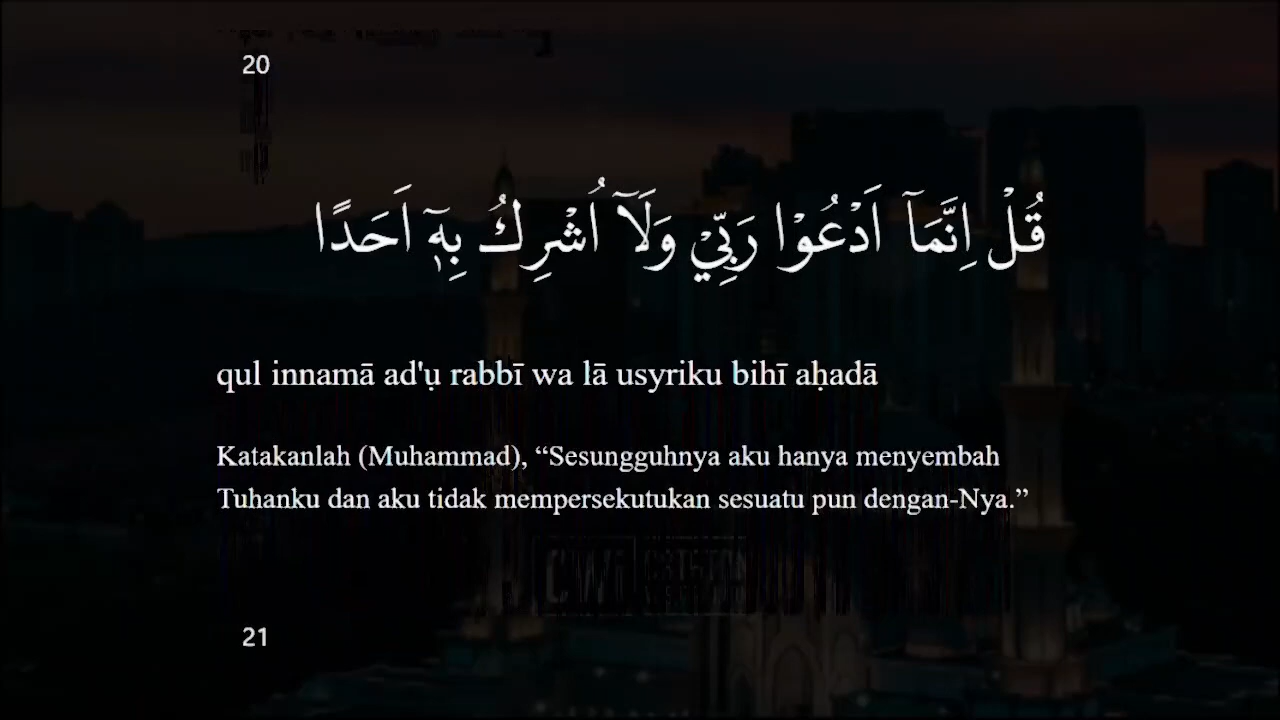 20
قُلْ اِنَّمَآ اَدْعُوْا رَبِّيْ وَلَآ اُشْرِكُ بِهٖٓ اَحَدًا
qul innamā ad'ụ rabbī wa lā usyriku bihī aḥadā
Katakanlah (Muhammad), “Sesungguhnya aku hanya menyembah
Tuhanku dan aku tidak mempersekutukan sesuatu pun dengan-Nya.”
21